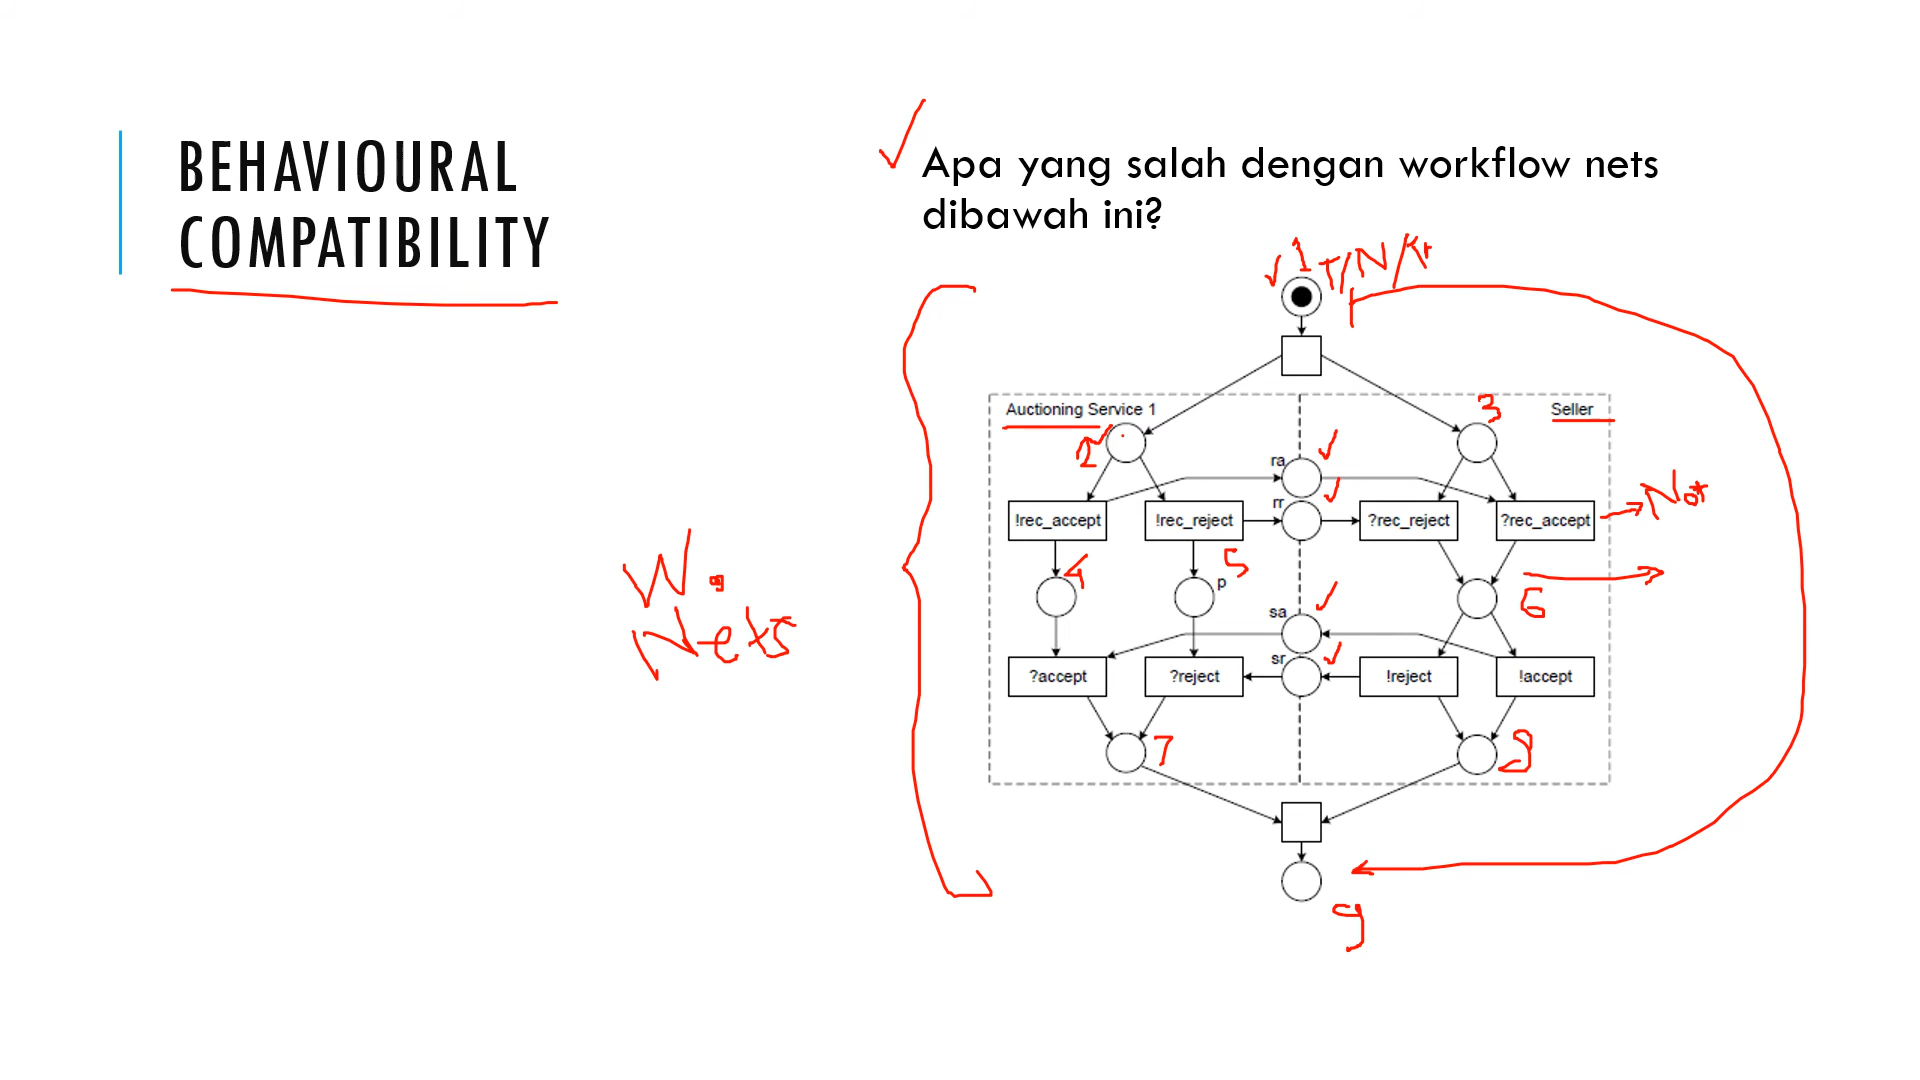 BEHAVIOURAL
COMPATIBILITY
Apa yang salah dengan workflow nets
dibawah ini?
1 T/N/Kr
Auctioning Service 1
Seller
2
3
ra
rr
!rec_accept
!rec_reject
?rec_reject
?rec_accept
Not
W.
Nets
4
5
p
6
sa
sr
?accept
?reject
!reject
!accept
7
8
9